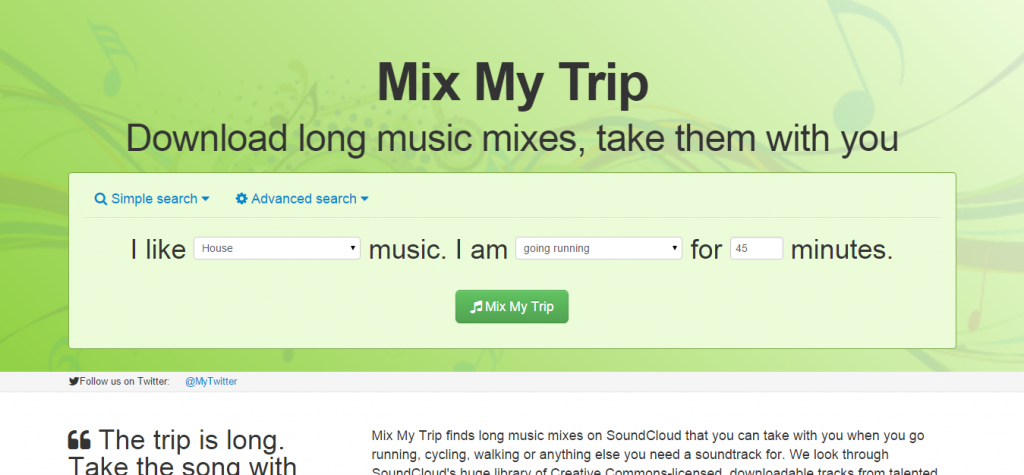 Mix My Trip
Download long music mixes, take them with you
Simple search Advanced search
I like House music. I am going running for 45 minutes.
Mix My Trip
Follow us on Twitter: @MyTwitter
The trip is long.
Take the song with
Mix My Trip finds long music mixes on SoundCloud that you can take with you when you go
running, cycling, walking or anything else you need a soundtrack for. We look through
SoundCloud's huge library of Creative Commons-licensed, downloadable tracks from talented